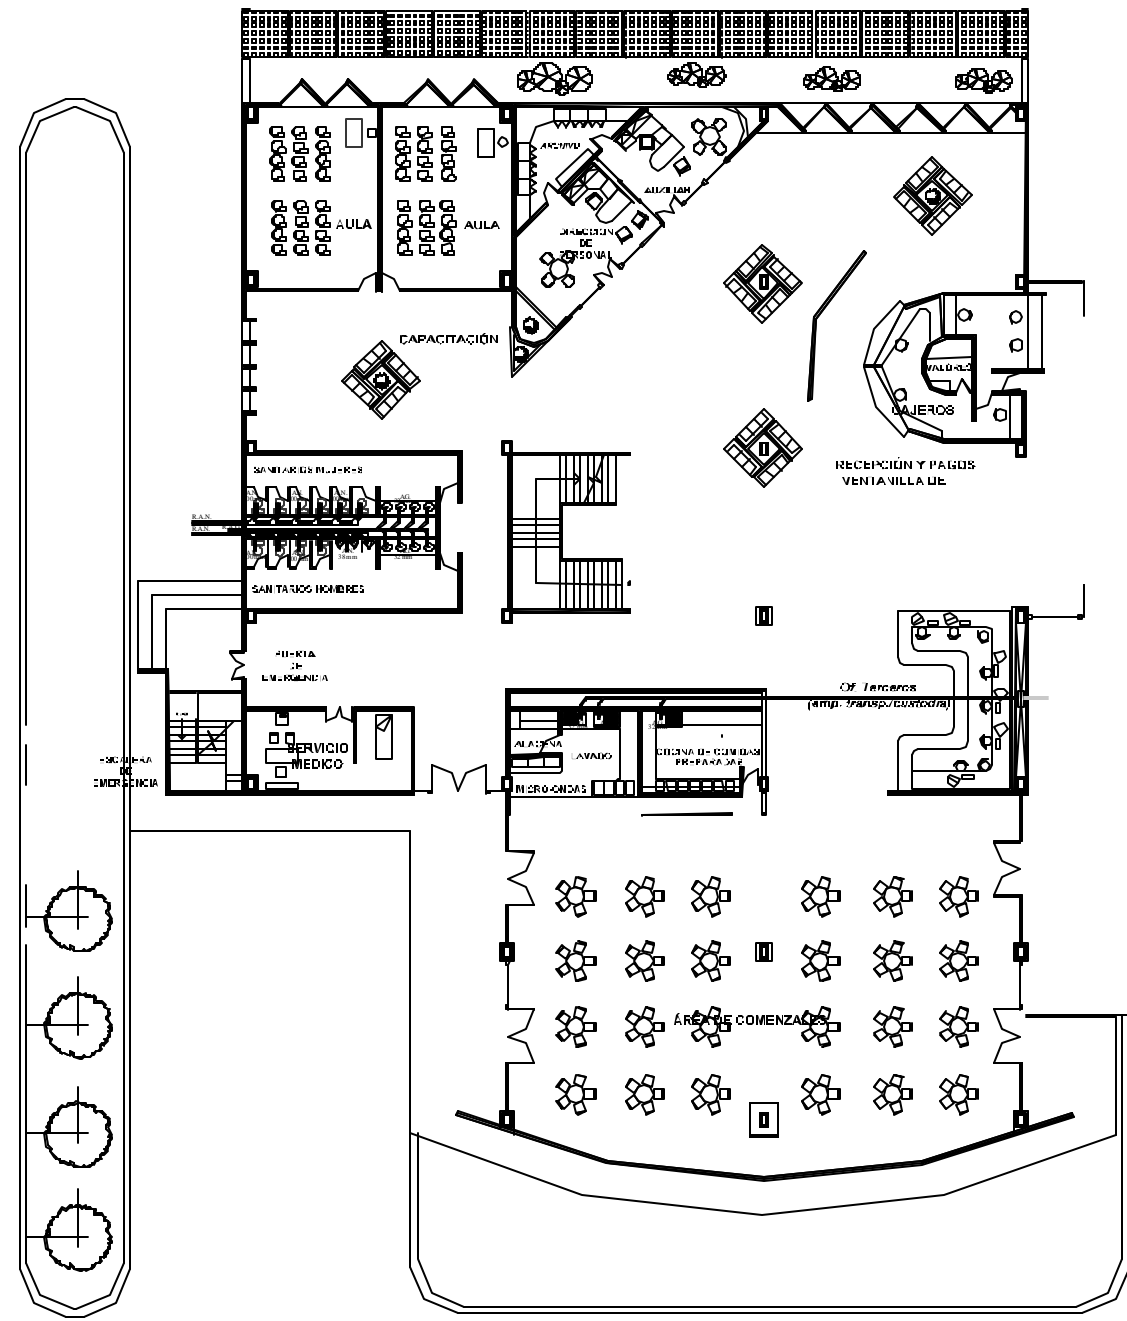 ARCHIVO
AUXILIAR
AULA
AULA
DIRECCION
DE
PERSONAL
CAPACITACIÓN
VALORES
CAJEROS
RECEPCIÓN Y PAGOS
VENTANILLA DE
SANITARIOS MUJERES
A.G.
R.A.N.
R.A.N.
38mm
32mm
SANITARIOS HOMBRES
PUERTA
DE
EMERGENCIA
Of. Terceros
(emp. transp./custodia)
SERVICIO
MEDICO
ESCALERA
DE
EMERGENCIA
ALACENA
LAVADO
COCINA DE COMIDAS
PREPARADAS
MICRO-ONDAS
ÁREA DE COMENZALES